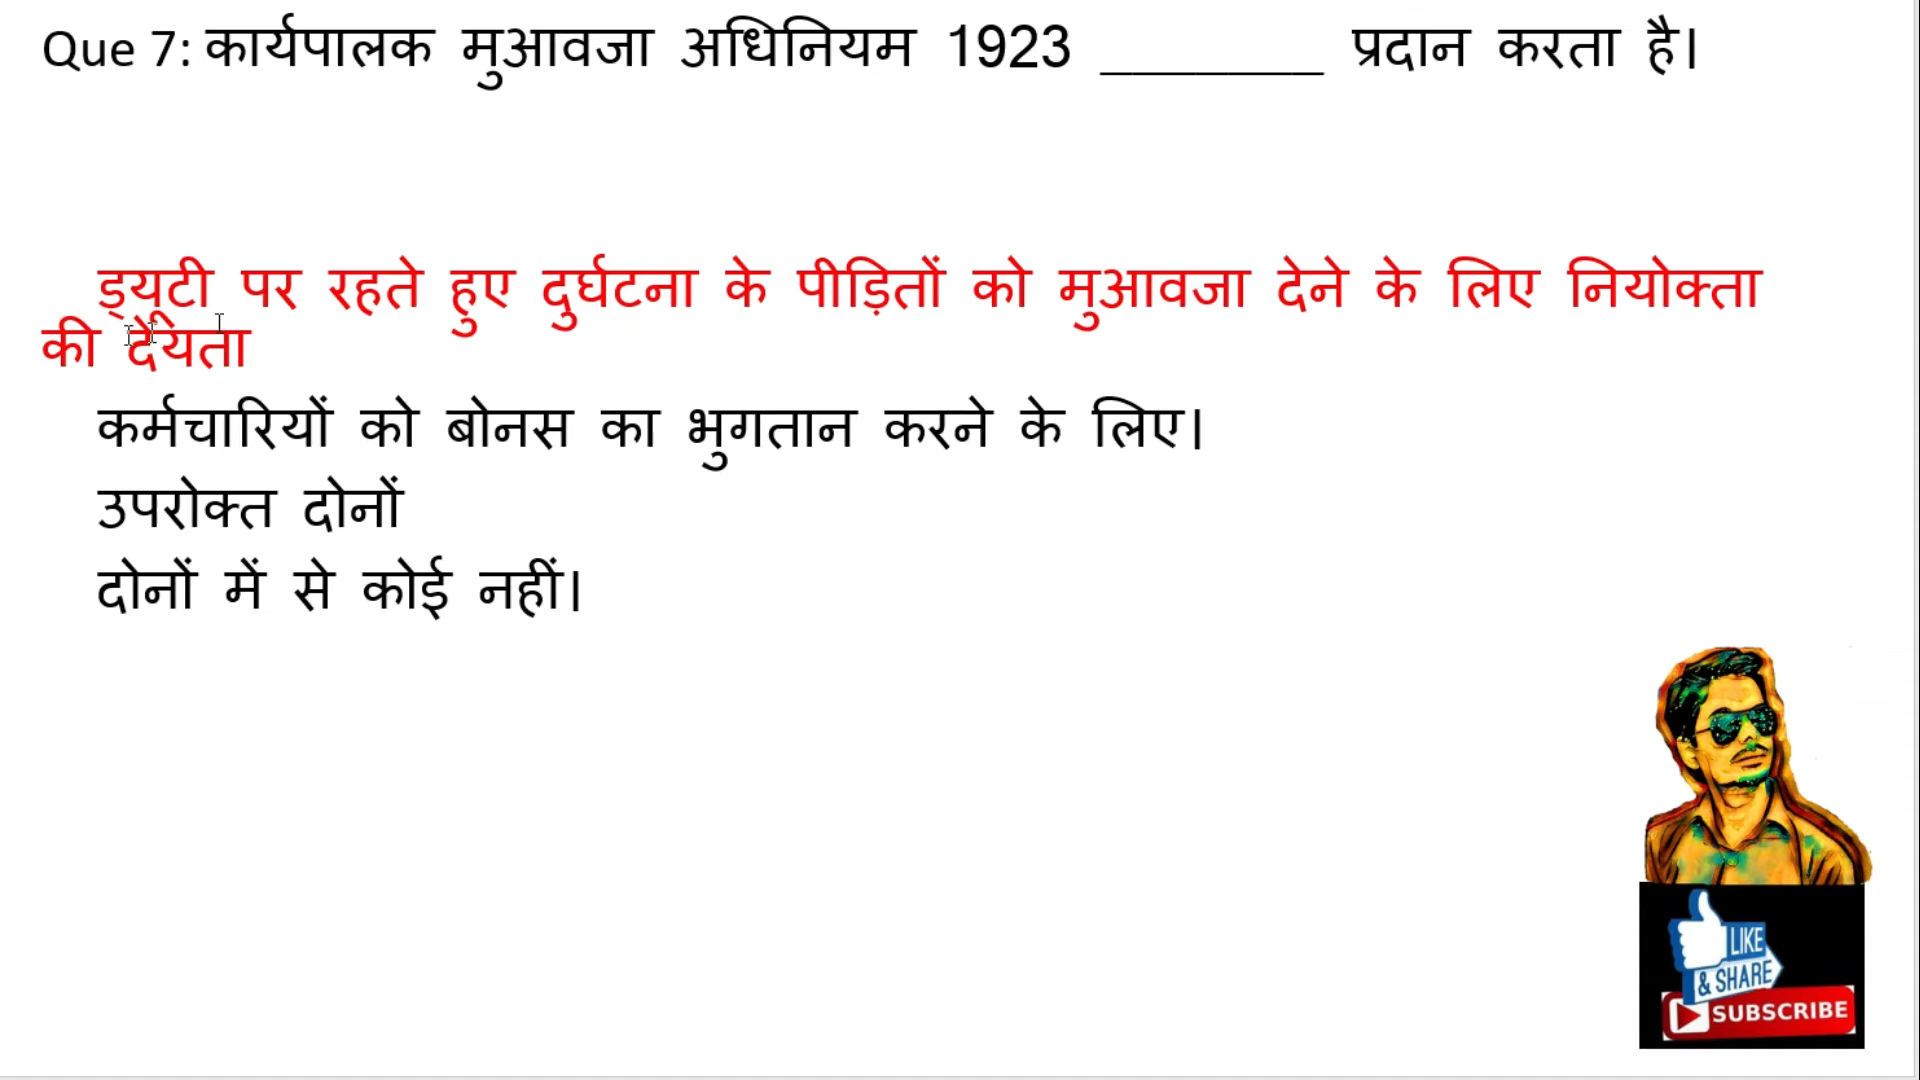 Que 7: कार्यपालक मुआवजा अधिनियम 1923 _______ प्रदान करता है।
ड्यूटी पर रहते हुए दुर्घटना के पीड़ितों को मुआवजा देने के लिए नियोक्ता
की देयता
कर्मचारियों को बोनस का भुगतान करने के लिए।
उपरोक्त दोनों
दोनों में से कोई नहीं।
LIKE
& SHARE
SUBSCRIBE